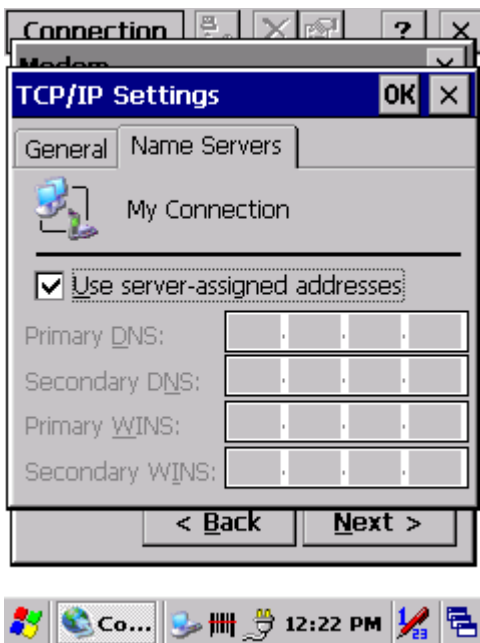 Connection ? ×
Modem
TCP/IP Settings OK ×
General Name Servers
My Connection
Use server-assigned addresses
Primary DNS:
Secondary DNS:
Primary WINS:
Secondary WINS:
< Back Next >
Co... 12:22 PM 23